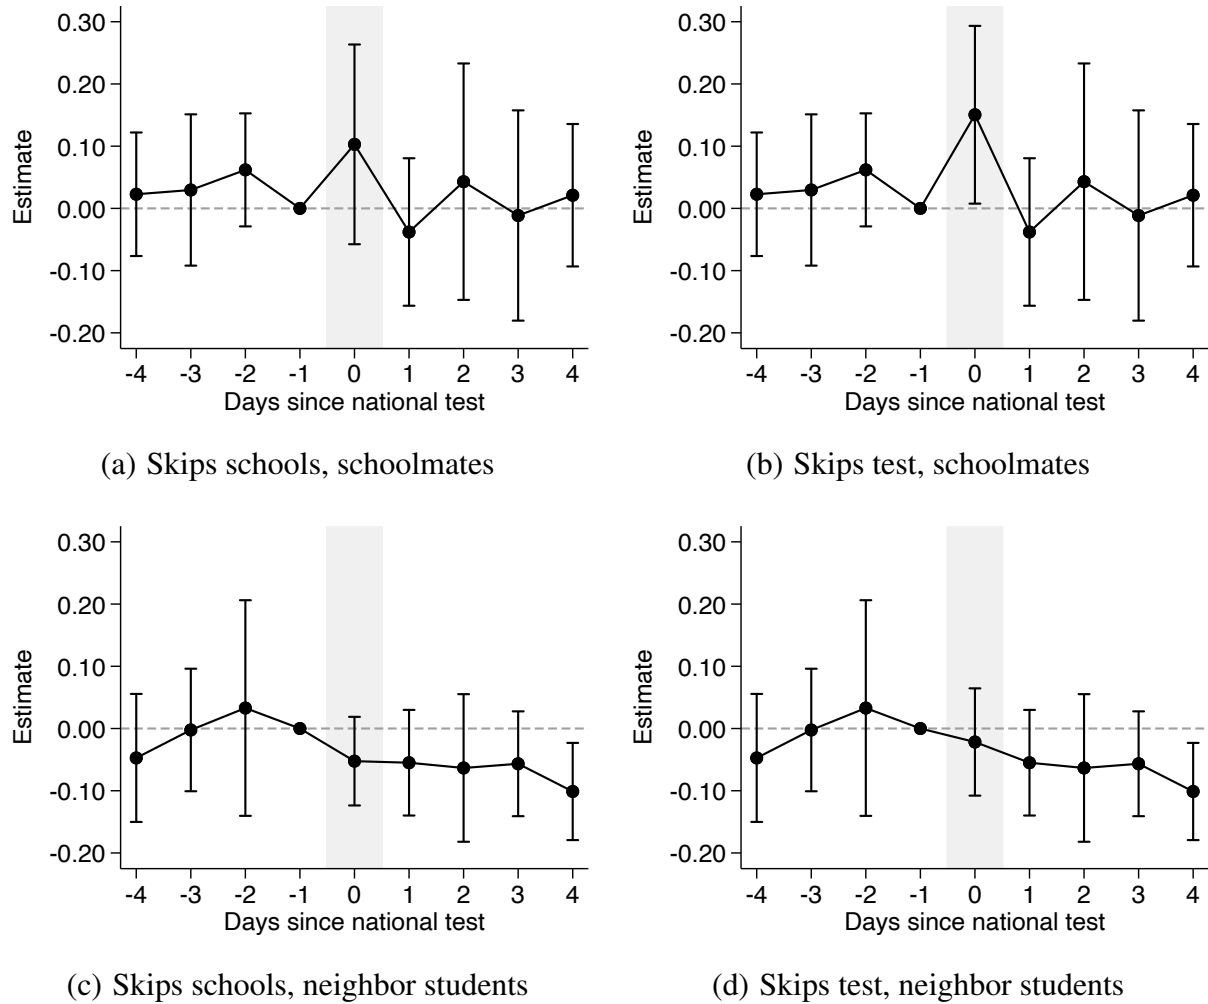 0.30
0.20
0.10
0.00
-0.10
-0.20
Estimate
-4 -3 -2 -1 0 1 2 3 4
Days since national test
(a) Skips schools, schoolmates
0.30
0.20
0.10
0.00
-0.10
-0.20
Estimate
-4 -3 -2 -1 0 1 2 3 4
Days since national test
(b) Skips test, schoolmates
0.30
0.20
0.10
0.00
-0.10
-0.20
Estimate
-4 -3 -2 -1 0 1 2 3 4
Days since national test
(c) Skips schools, neighbor students
0.30
0.20
0.10
0.00
-0.10
-0.20
Estimate
-4 -3 -2 -1 0 1 2 3 4
Days since national test
(d) Skips test, neighbor students